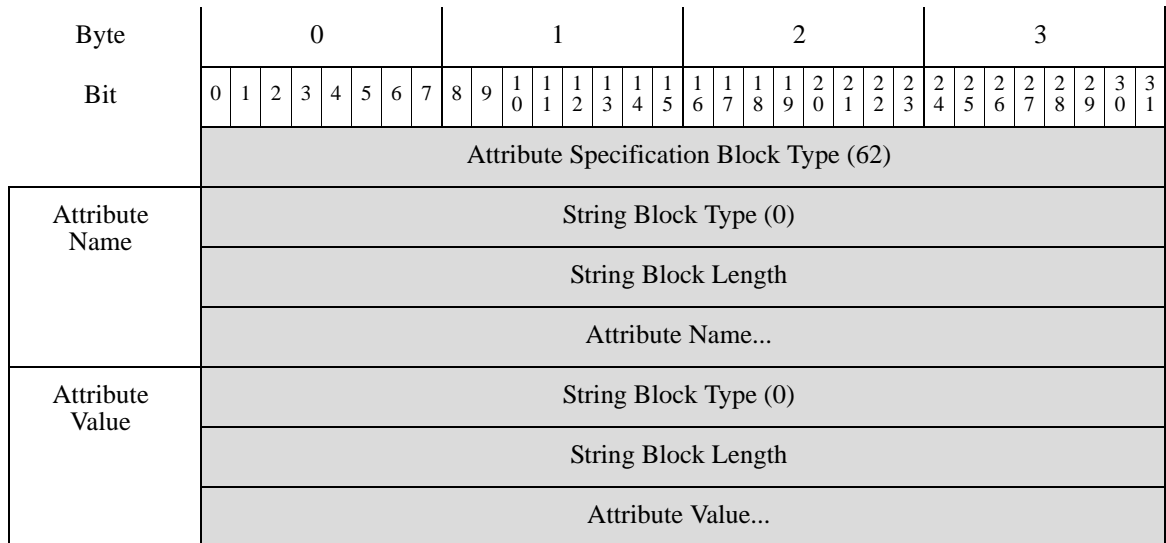 Byte 0 1 2 3
Bit 0 1 2 3 4 5 6 7 8 9 10 11 12 13 14 15 16 17 18 19 20 21 22 23 24 25 26 27 28 29 30 31
Attribute Specification Block Type (62)
Attribute
Name
String Block Type (0)
String Block Length
Attribute Name...
Attribute
Value
String Block Type (0)
String Block Length
Attribute Value...